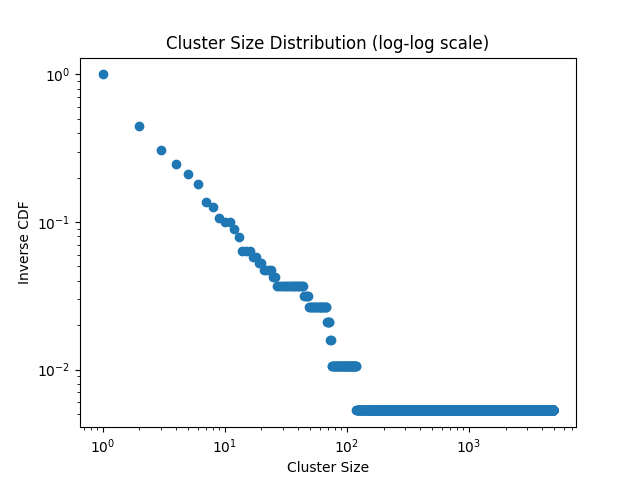 Cluster Size Distribution (log-log scale)
10⁰
10⁻¹
10⁻²
Inverse CDF
10⁰ 10¹ 10² 10³
Cluster Size